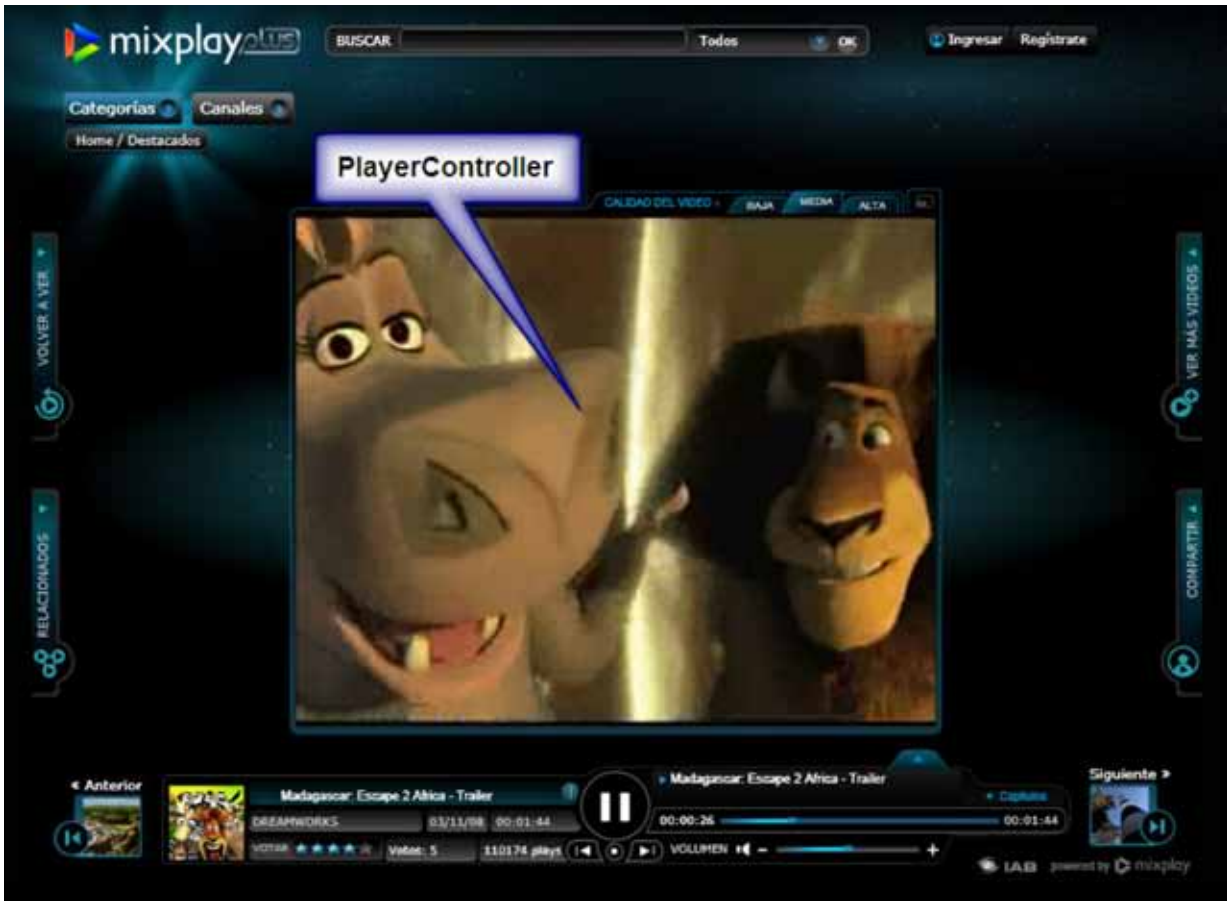 mixplay plus
BUSCAR
Todos
OK
Ingresar
Regístrate
Categorías
Canales
Home / Destacados
PlayerController
CALIDAD DEL VIDEO
BAJA
MEDIA
ALTA
VOLVER A VER
VER MÁS VIDEOS
RELACIONADOS
COMPARTIR
« Anterior
Madagascar: Escape 2 Africa - Trailer
DREAMWORKS
03/11/08
00:01:44
VOTAR
Votos: 5
110174 plays
Madagascar: Escape 2 Africa - Trailer
Capítulos
00:00:26
00:01:44
VOLUMEN
-
+
Siguiente »
IAB
powered by mixplay